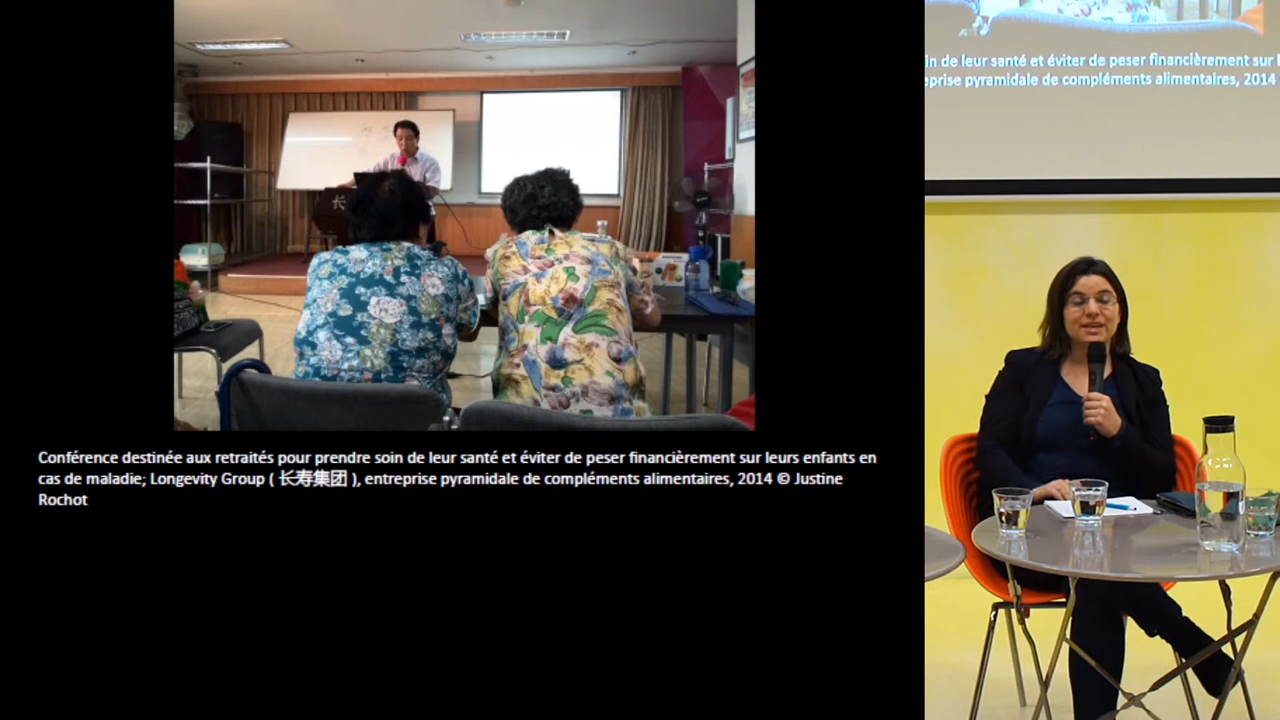 长
Conférence destinée aux retraités pour prendre soin de leur santé et éviter de peser financièrement sur leurs enfants en
cas de maladie; Longevity Group ( 长寿集团 ), entreprise pyramidale de compléments alimentaires, 2014 © Justine
Rochot
in de leur santé et éviter de peser financièrement sur
eprise pyramidale de compléments alimentaires, 2014